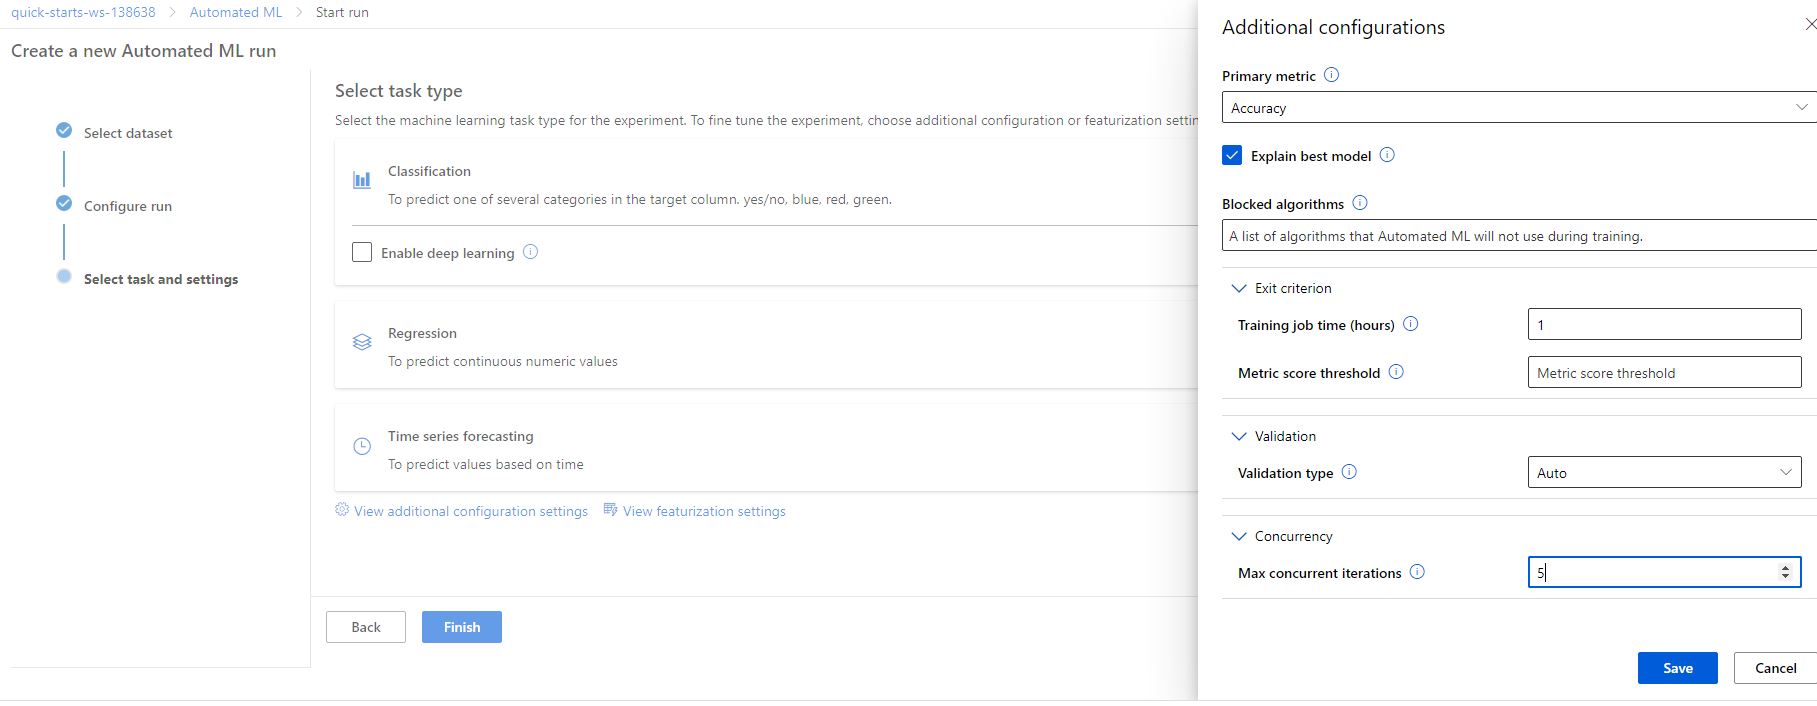 quick-starts-ws-138638 > Automated ML > Start run
Create a new Automated ML run
Select dataset
Configure run
Select task and settings
Select task type
Select the machine learning task type for the experiment. To fine tune the experiment, choose additional configuration or featurization settin
Classification
To predict one of several categories in the target column. yes/no, blue, red, green.
Enable deep learning
Regression
To predict continuous numeric values
Time series forecasting
To predict values based on time
View additional configuration settings View featurization settings
Back Finish
Additional configurations
Primary metric
Accuracy
Explain best model
Blocked algorithms
A list of algorithms that Automated ML will not use during training.
Exit criterion
Training job time (hours) 1
Metric score threshold Metric score threshold
Validation
Validation type Auto
Concurrency
Max concurrent iterations 5
Save Cancel